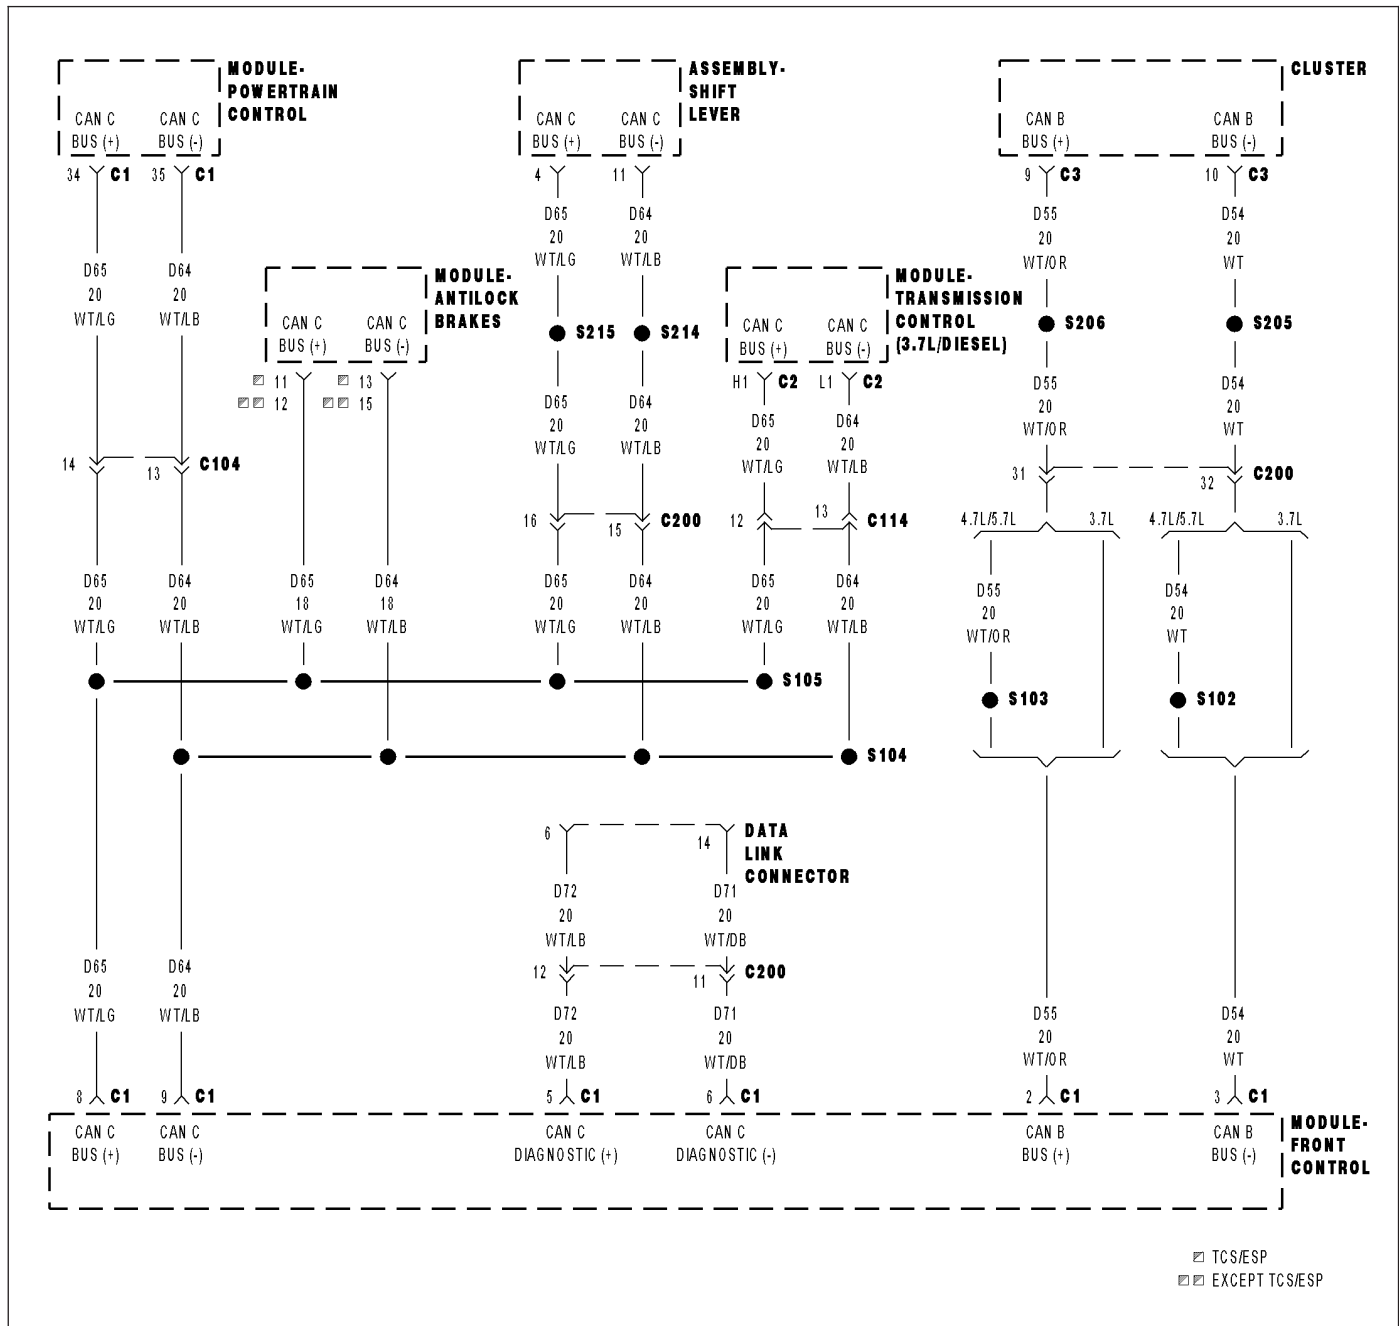 MODULE-
POWERTRAIN
CONTROL
CAN C
BUS (+)
CAN C
BUS (-)
34
C1
35
C1
D65
20
WT/LG
D64
20
WT/LB
14
13
C104
D65
20
WT/LG
D64
20
WT/LB
MODULE-
ANTILOCK
BRAKES
CAN C
BUS (+)
CAN C
BUS (-)
11
12
13
15
D65
18
WT/LG
D64
18
WT/LB
ASSEMBLY-
SHIFT
LEVER
CAN C
BUS (+)
CAN C
BUS (-)
4
11
D65
20
WT/LG
D64
20
WT/LB
S215
S214
D65
20
WT/LG
D64
20
WT/LB
16
15
C200
D65
20
WT/LG
D64
20
WT/LB
MODULE-
TRANSMISSION
CONTROL
(3.7L/DIESEL)
CAN C
BUS (+)
CAN C
BUS (-)
H1
C2
L1
C2
D65
20
WT/LG
D64
20
WT/LB
12
13
C114
D65
20
WT/LG
D64
20
WT/LB
S105
S104
CLUSTER
CAN B
BUS (+)
CAN B
BUS (-)
9
C3
10
C3
D55
20
WT/OR
D54
20
WT
S206
S205
D55
20
WT/OR
D54
20
WT
31
32
C200
4.7L/5.7L
3.7L
4.7L/5.7L
3.7L
D55
20
WT/OR
D54
20
WT
S103
S102
6
14
DATA
LINK
CONNECTOR
D72
20
WT/LB
D71
20
WT/DB
12
11
C200
D65
20
WT/LG
D64
20
WT/LB
D72
20
WT/LB
D71
20
WT/DB
D55
20
WT/OR
D54
20
WT
8
C1
9
C1
5
C1
6
C1
2
C1
3
C1
CAN C
BUS (+)
CAN C
BUS (-)
CAN C
DIAGNOSTIC (+)
CAN C
DIAGNOSTIC (-)
CAN B
BUS (+)
CAN B
BUS (-)
MODULE-
FRONT
CONTROL
TCS/ESP
EXCEPT TCS/ESP